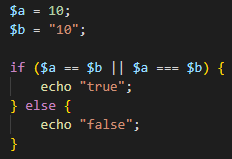 $a = 10;
$b = "10";

if ($a == $b || $a === $b) {
    echo "true";
} else {
    echo "false";
}